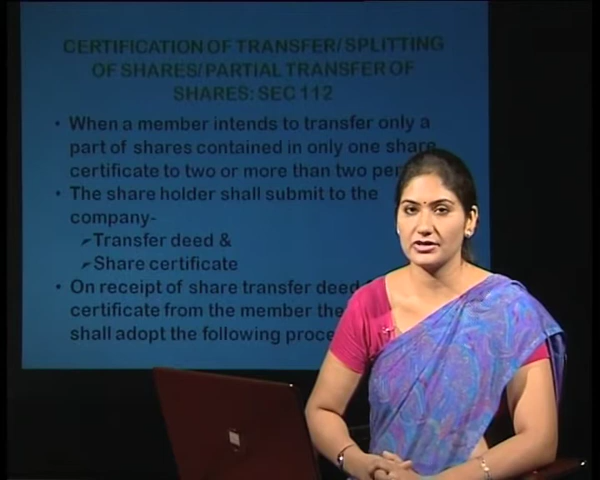 CERTIFICATION OF TRANSFER/ SPLITTING
OF SHARES/ PARTIAL TRANSFER OF
SHARES: SEC 112
• When a member intends to transfer only a
part of shares contained in only one share
certificate to two or more than two
• The share holder shall submit to the
company-
➢Transfer deed &
➢Share certificate
• On receipt of share transfer deed
certificate from the member the
shall adopt the following